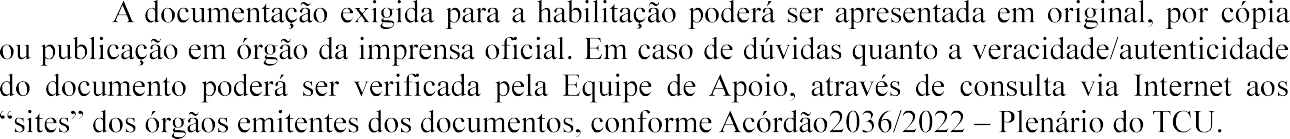 A documentação exigida para a habilitação poderá ser apresentada em original, por cópia
ou publicação em órgão da imprensa oficial. Em caso de dúvidas quanto a veracidade/autenticidade
do documento poderá ser verificada pela Equipe de Apoio, através de consulta via Internet aos
“sites” dos órgãos emitentes dos documentos, conforme Acórdão2036/2022 – Plenário do TCU.